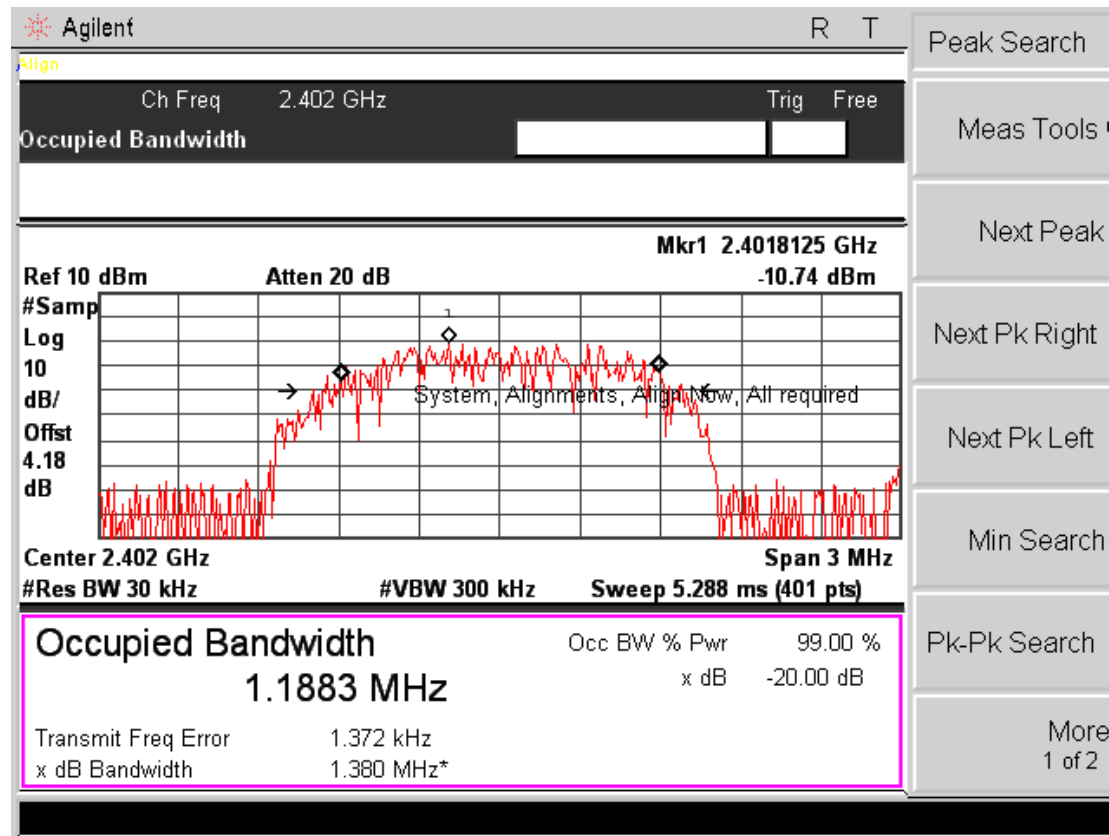 Agilent R T
Align
Ch Freq 2.402 GHz Trig Free
Occupied Bandwidth
Mkr1 2.4018125 GHz
Ref 10 dBm Atten 20 dB -10.74 dBm
#Samp
Log
10
dB/
Offst
4.18
dB
1
System, Alignments, Align Now, All required
Center 2.402 GHz Span 3 MHz
#Res BW 30 kHz #VBW 300 kHz Sweep 5.288 ms (401 pts)
Occupied Bandwidth
1.1883 MHz
Occ BW % Pwr 99.00 %
x dB -20.00 dB
Transmit Freq Error 1.372 kHz
x dB Bandwidth 1.380 MHz*
Peak Search
Meas Tools
Next Peak
Next Pk Right
Next Pk Left
Min Search
Pk-Pk Search
More
1 of 2